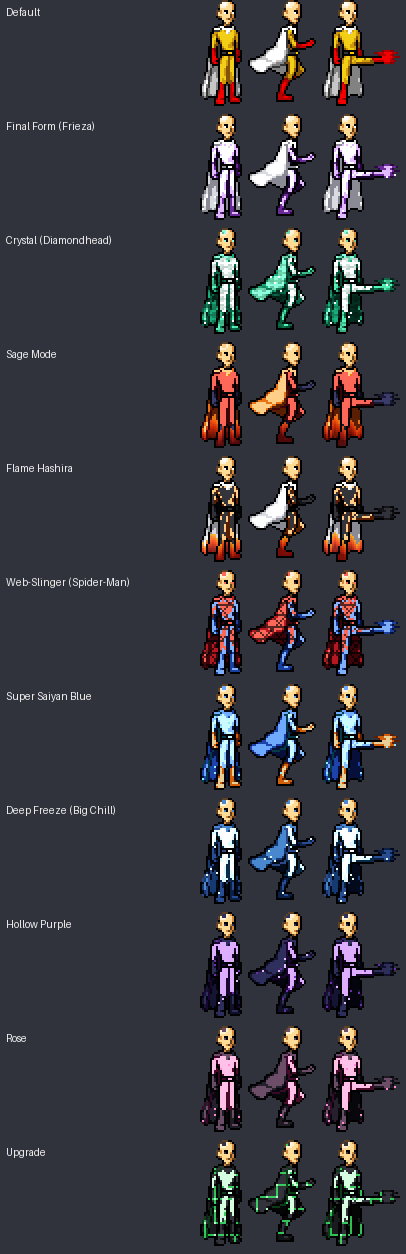 Default
Final Form (Frieza)
Crystal (Diamondhead)
Sage Mode
Flame Hashira
Web-Slinger (Spider-Man)
Super Saiyan Blue
Deep Freeze (Big Chill)
Hollow Purple
Rose
Upgrade